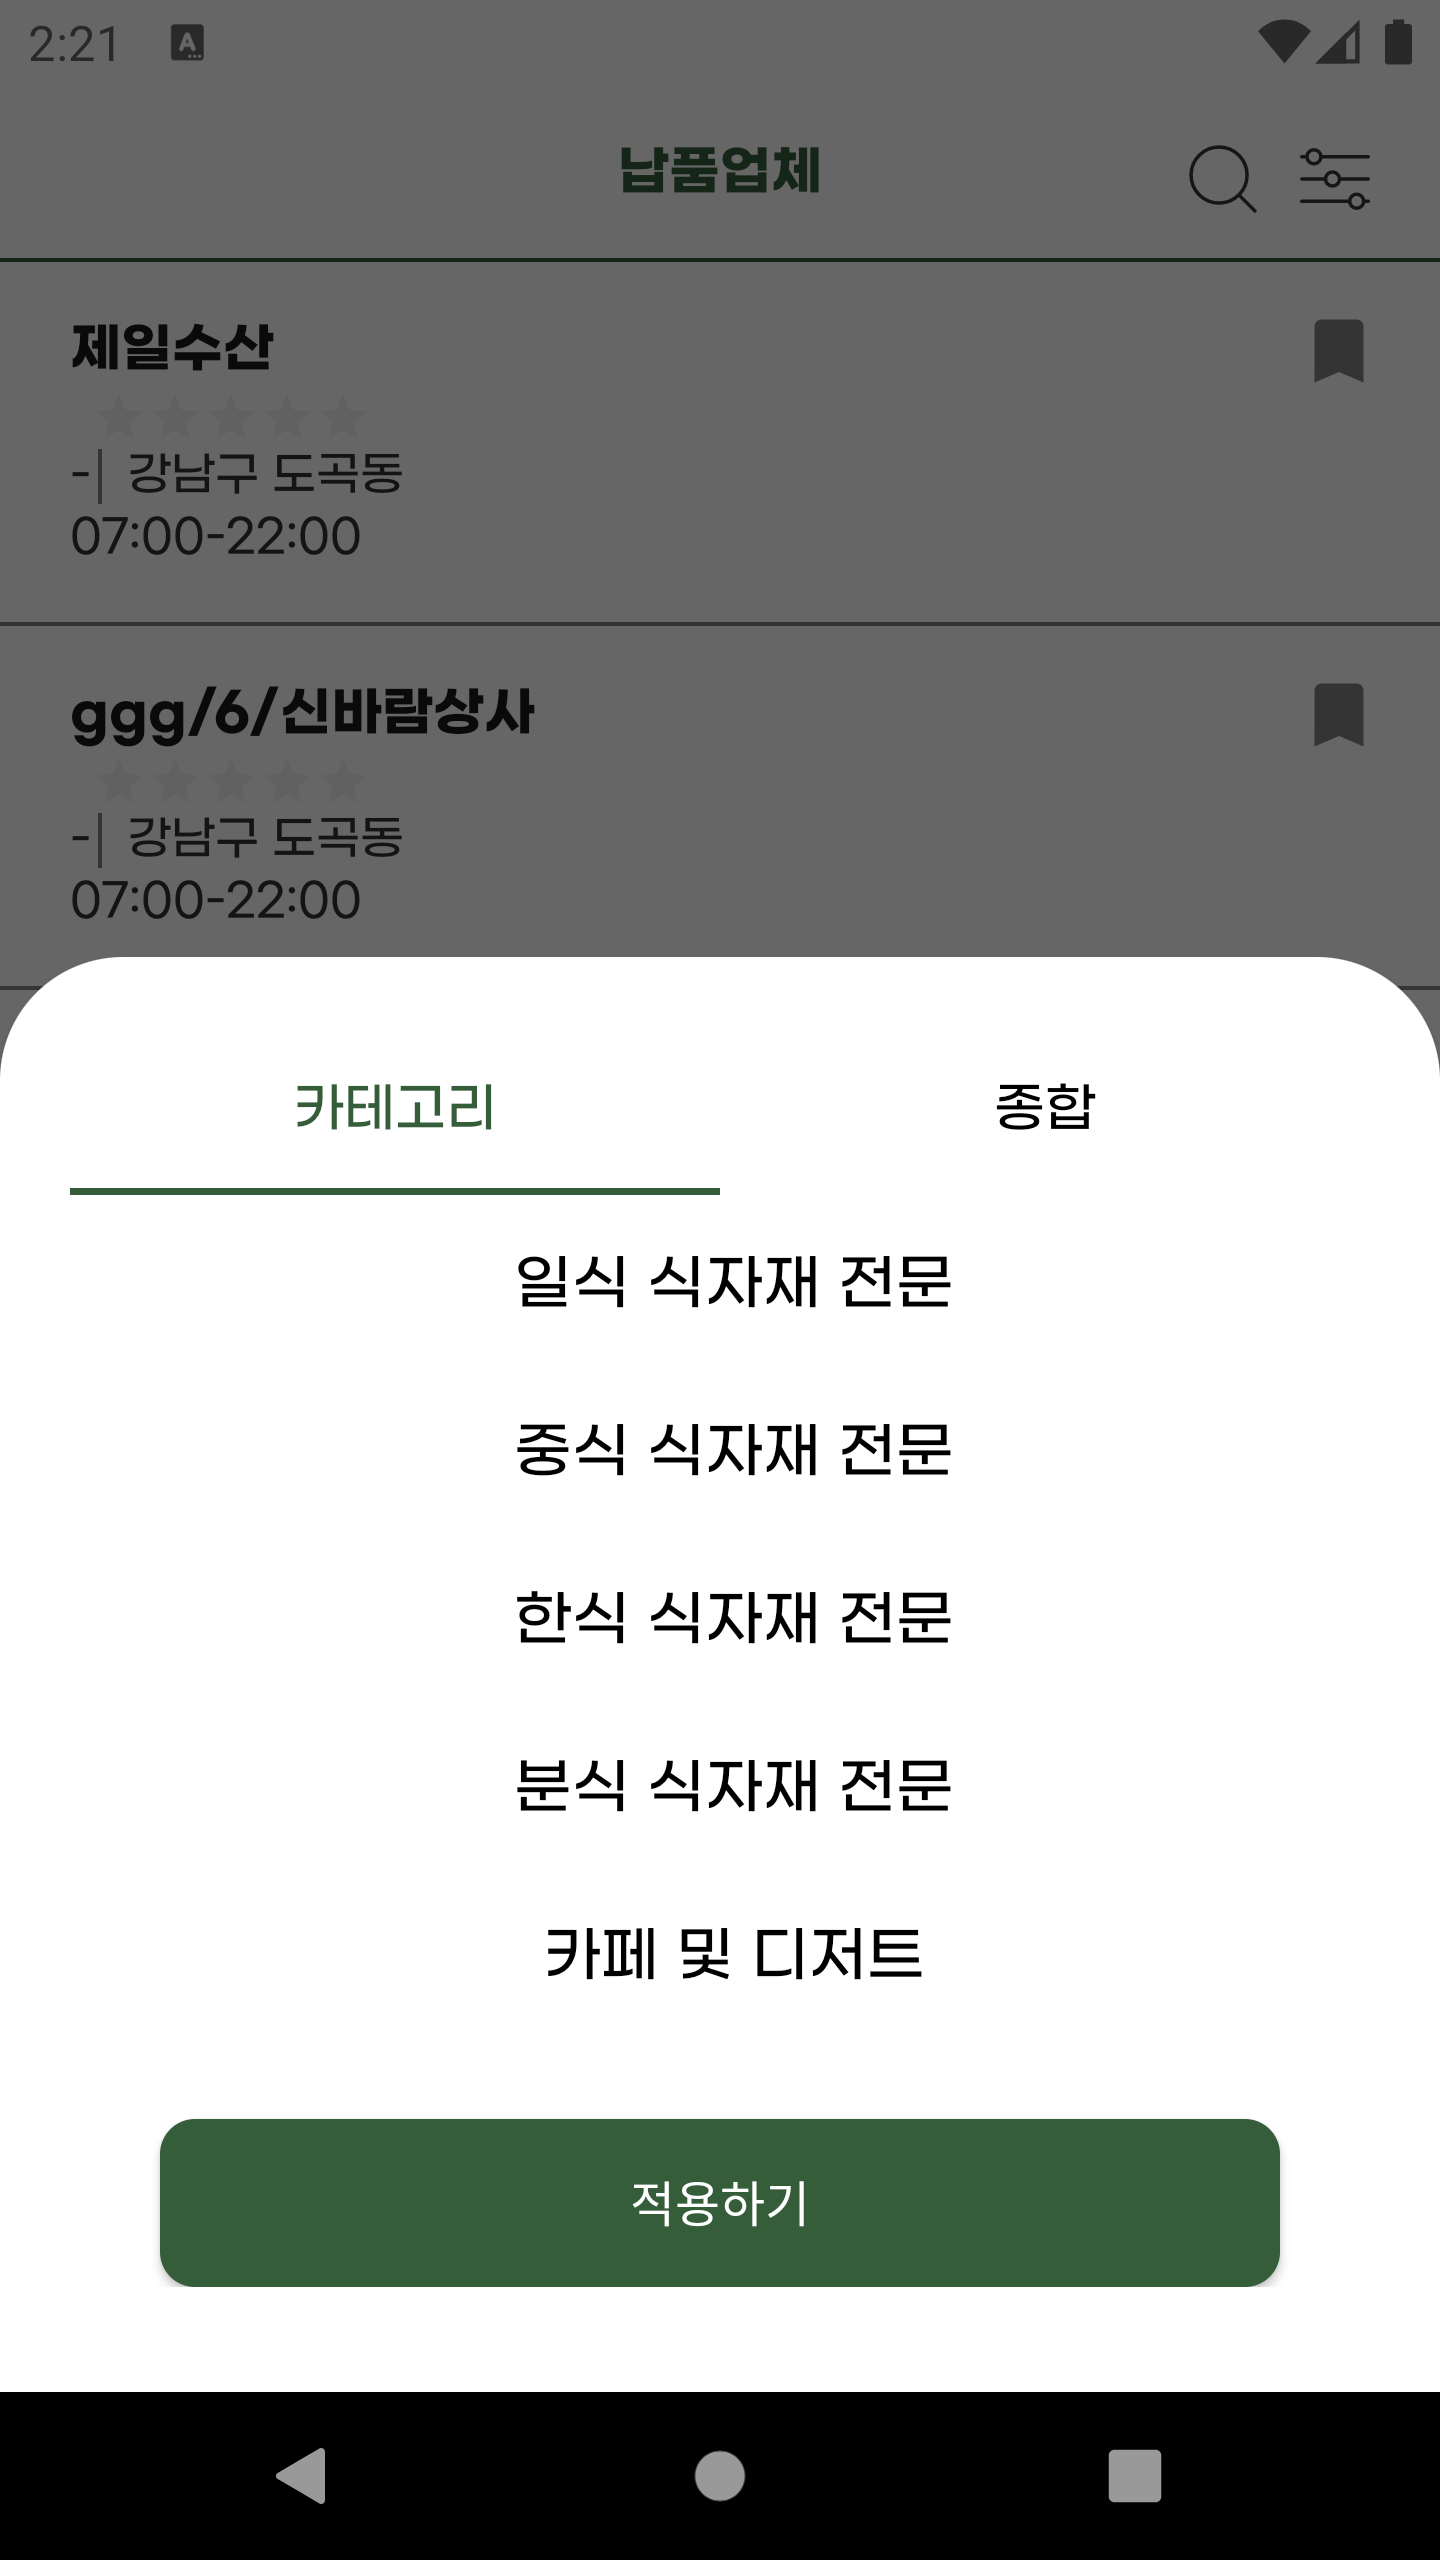 2:21
납품업체
제일수산
- | 강남구 도곡동
07:00-22:00
ggg/6/신바람상사
- | 강남구 도곡동
07:00-22:00
카테고리 종합
일식 식자재 전문
중식 식자재 전문
한식 식자재 전문
분식 식자재 전문
카페 및 디저트
적용하기